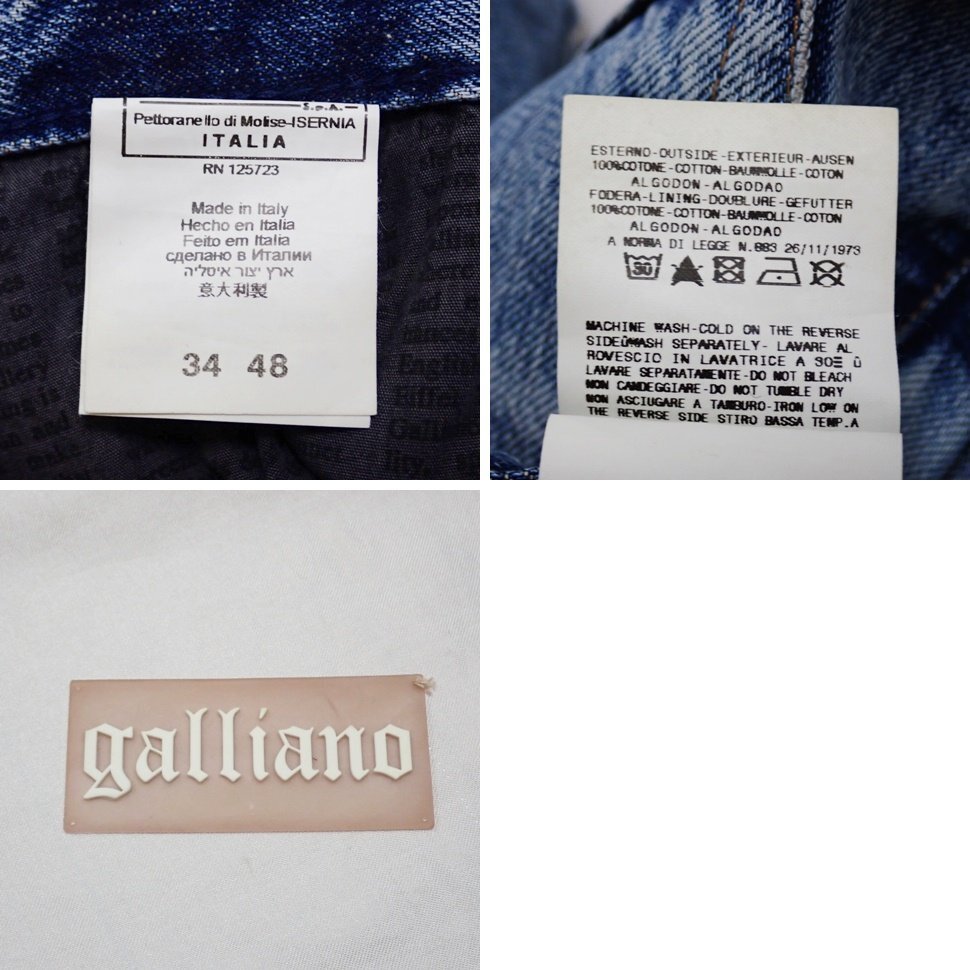 S.p.A.
Pettoranello di Molise-ISERNIA
ITALIA
RN 125723
Made in Italy
Hecho en Italia
Feito em Italia
сделано в Италии
ארץ יצור איטליה
意大利製
34 48
ESTERNO-OUTSIDE-EXTERIEUR-AUSEN
100%COTONE-COTTON-BAUMWOLLE-COTON
ALGODON-ALGODAO
FODERA-LINING-DOUBLURE-GEFUTTER
100%COTONE-COTTON-BAUMWOLLE-COTON
ALGODON-ALGODAO
A NORMA DI LEGGE N.883 26/11/1973
30
MACHINE WASH-COLD ON THE REVERSE
SIDEÛWASH SEPARATELY- LAVARE AL
ROVESCIO IN LAVATRICE A 30Ξ Û
LAVARE SEPARATAMENTE-DO NOT BLEACH
NON CANDEGGIARE-DO NOT TUMBLE DRY
NON ASCIUGARE A TAMBURO-IRON LOW ON
THE REVERSE SIDE STIRO BASSA TEMP.A
galliano